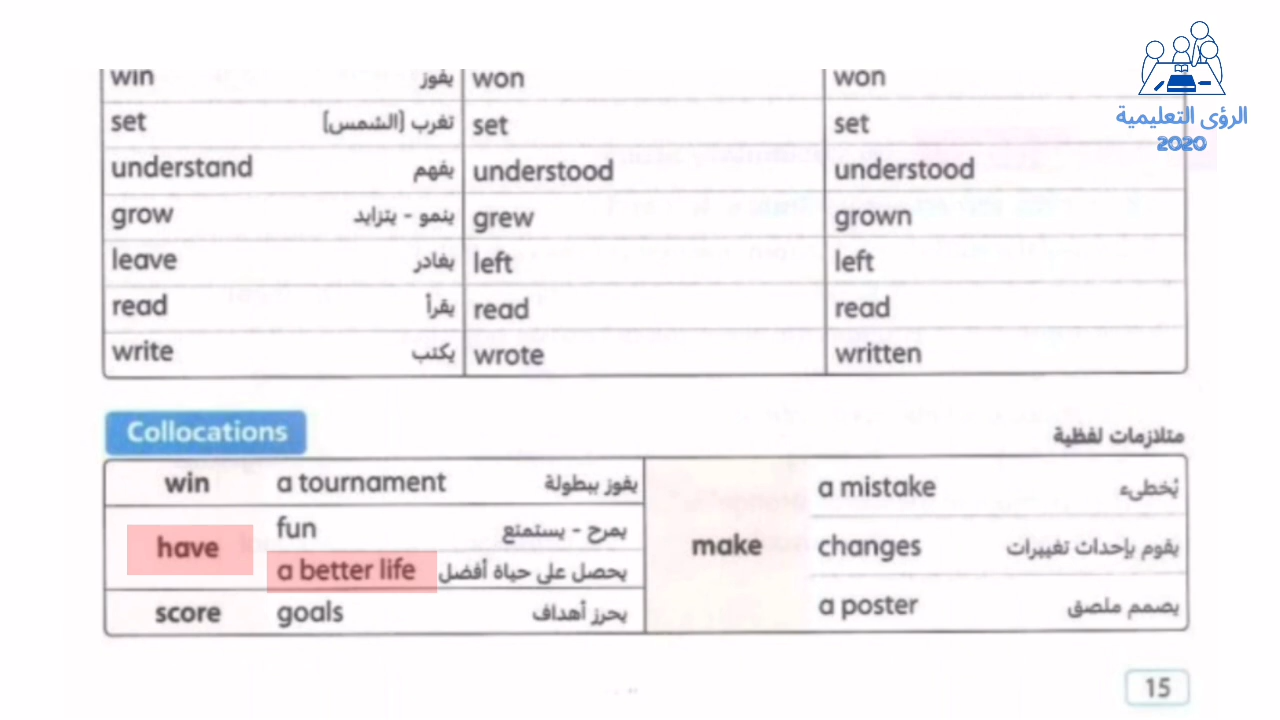 الرؤى التعليمية
2020
win يفوز won won
set تغرب [الشمس] set set
understand يفهم understood understood
grow ينمو - يتزايد grew grown
leave يغادر left left
read يقرأ read read
write يكتب wrote written
Collocations متلازمات لفظية
win a tournament يفوز ببطولة
have fun يمرح - يستمتع
a better life يحصل على حياة أفضل
score goals يحرز أهداف
make a mistake يُخطىء
changes يقوم بإحداث تغييرات
a poster يصمم ملصق
15